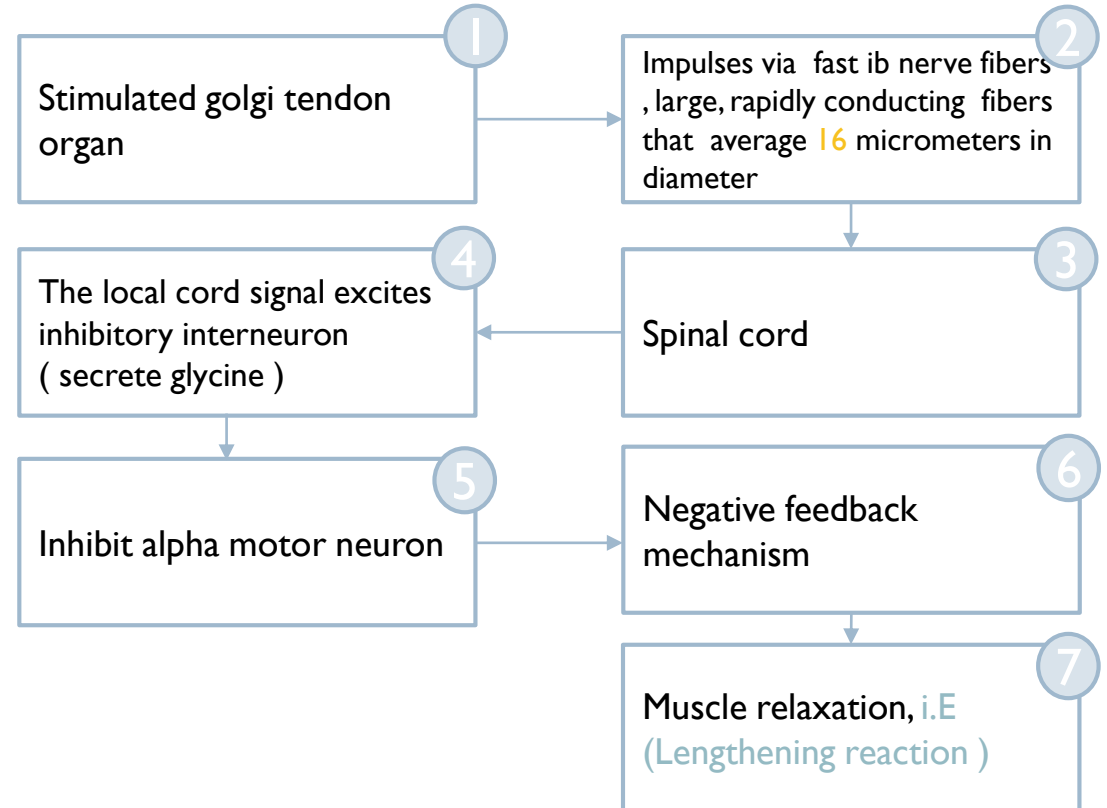 1
Stimulated golgi tendon
organ
2
Impulses via fast ib nerve fibers
, large, rapidly conducting fibers
that average 16 micrometers in
diameter
3
Spinal cord
4
The local cord signal excites
inhibitory interneuron
( secrete glycine )
5
Inhibit alpha motor neuron
6
Negative feedback
mechanism
7
Muscle relaxation, i.E
(Lengthening reaction )